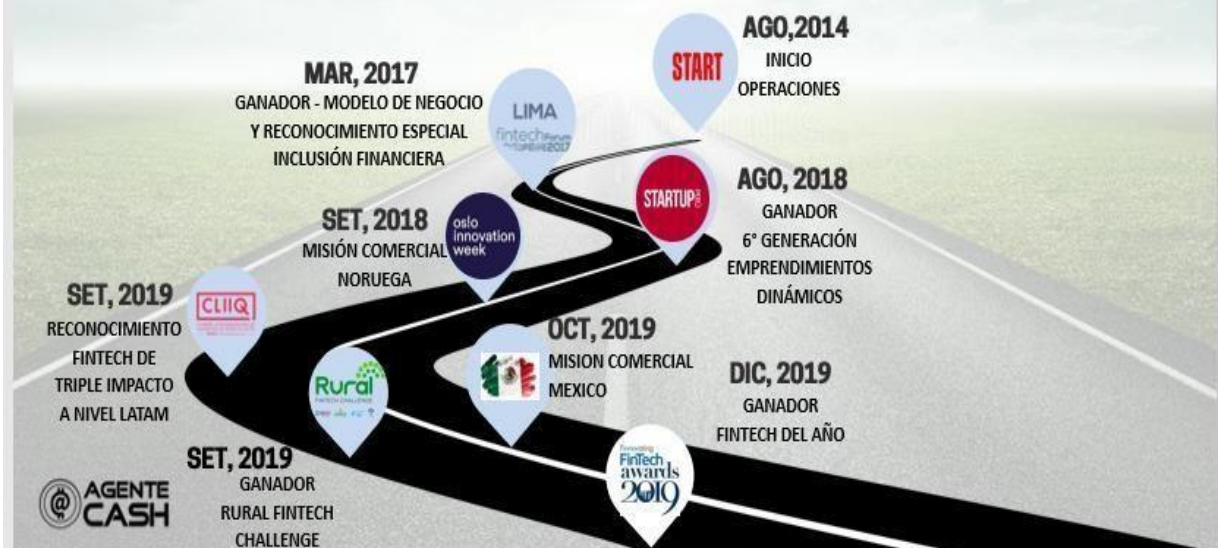 AGO,2014
INICIO
OPERACIONES
START
MAR, 2017
GANADOR - MODELO DE NEGOCIO
Y RECONOCIMIENTO ESPECIAL
INCLUSIÓN FINANCIERA
LIMA
fintech Forum
2017
AGO, 2018
GANADOR
6° GENERACIÓN
EMPRENDIMIENTOS
DINÁMICOS
STARTUP
SET, 2018
MISIÓN COMERCIAL
NORUEGA
oslo
innovation
week
SET, 2019
RECONOCIMIENTO
FINTECH DE
TRIPLE IMPACTO
A NIVEL LATAM
CLIIQ
SET, 2019
GANADOR
RURAL FINTECH
CHALLENGE
Rural
FINTECH CHALLENGE
OCT, 2019
MISION COMERCIAL
MEXICO
DIC, 2019
GANADOR
FINTECH DEL AÑO
FinTech
awards
2019
@ AGENTE
CASH